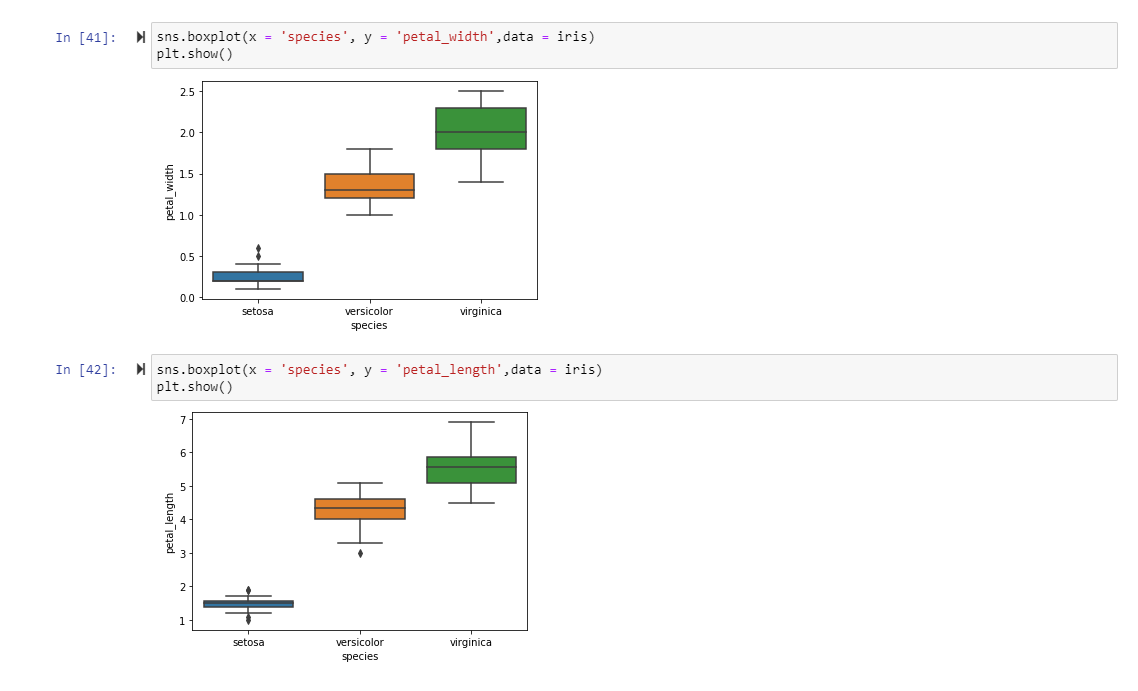 In [41]:
sns.boxplot(x = 'species', y = 'petal_width',data = iris)
plt.show()
2.5
2.0
1.5
1.0
0.5
0.0
petal_width
setosa versicolor virginica
species
In [42]:
sns.boxplot(x = 'species', y = 'petal_length',data = iris)
plt.show()
7
6
5
4
3
2
1
petal_length
setosa versicolor virginica
species